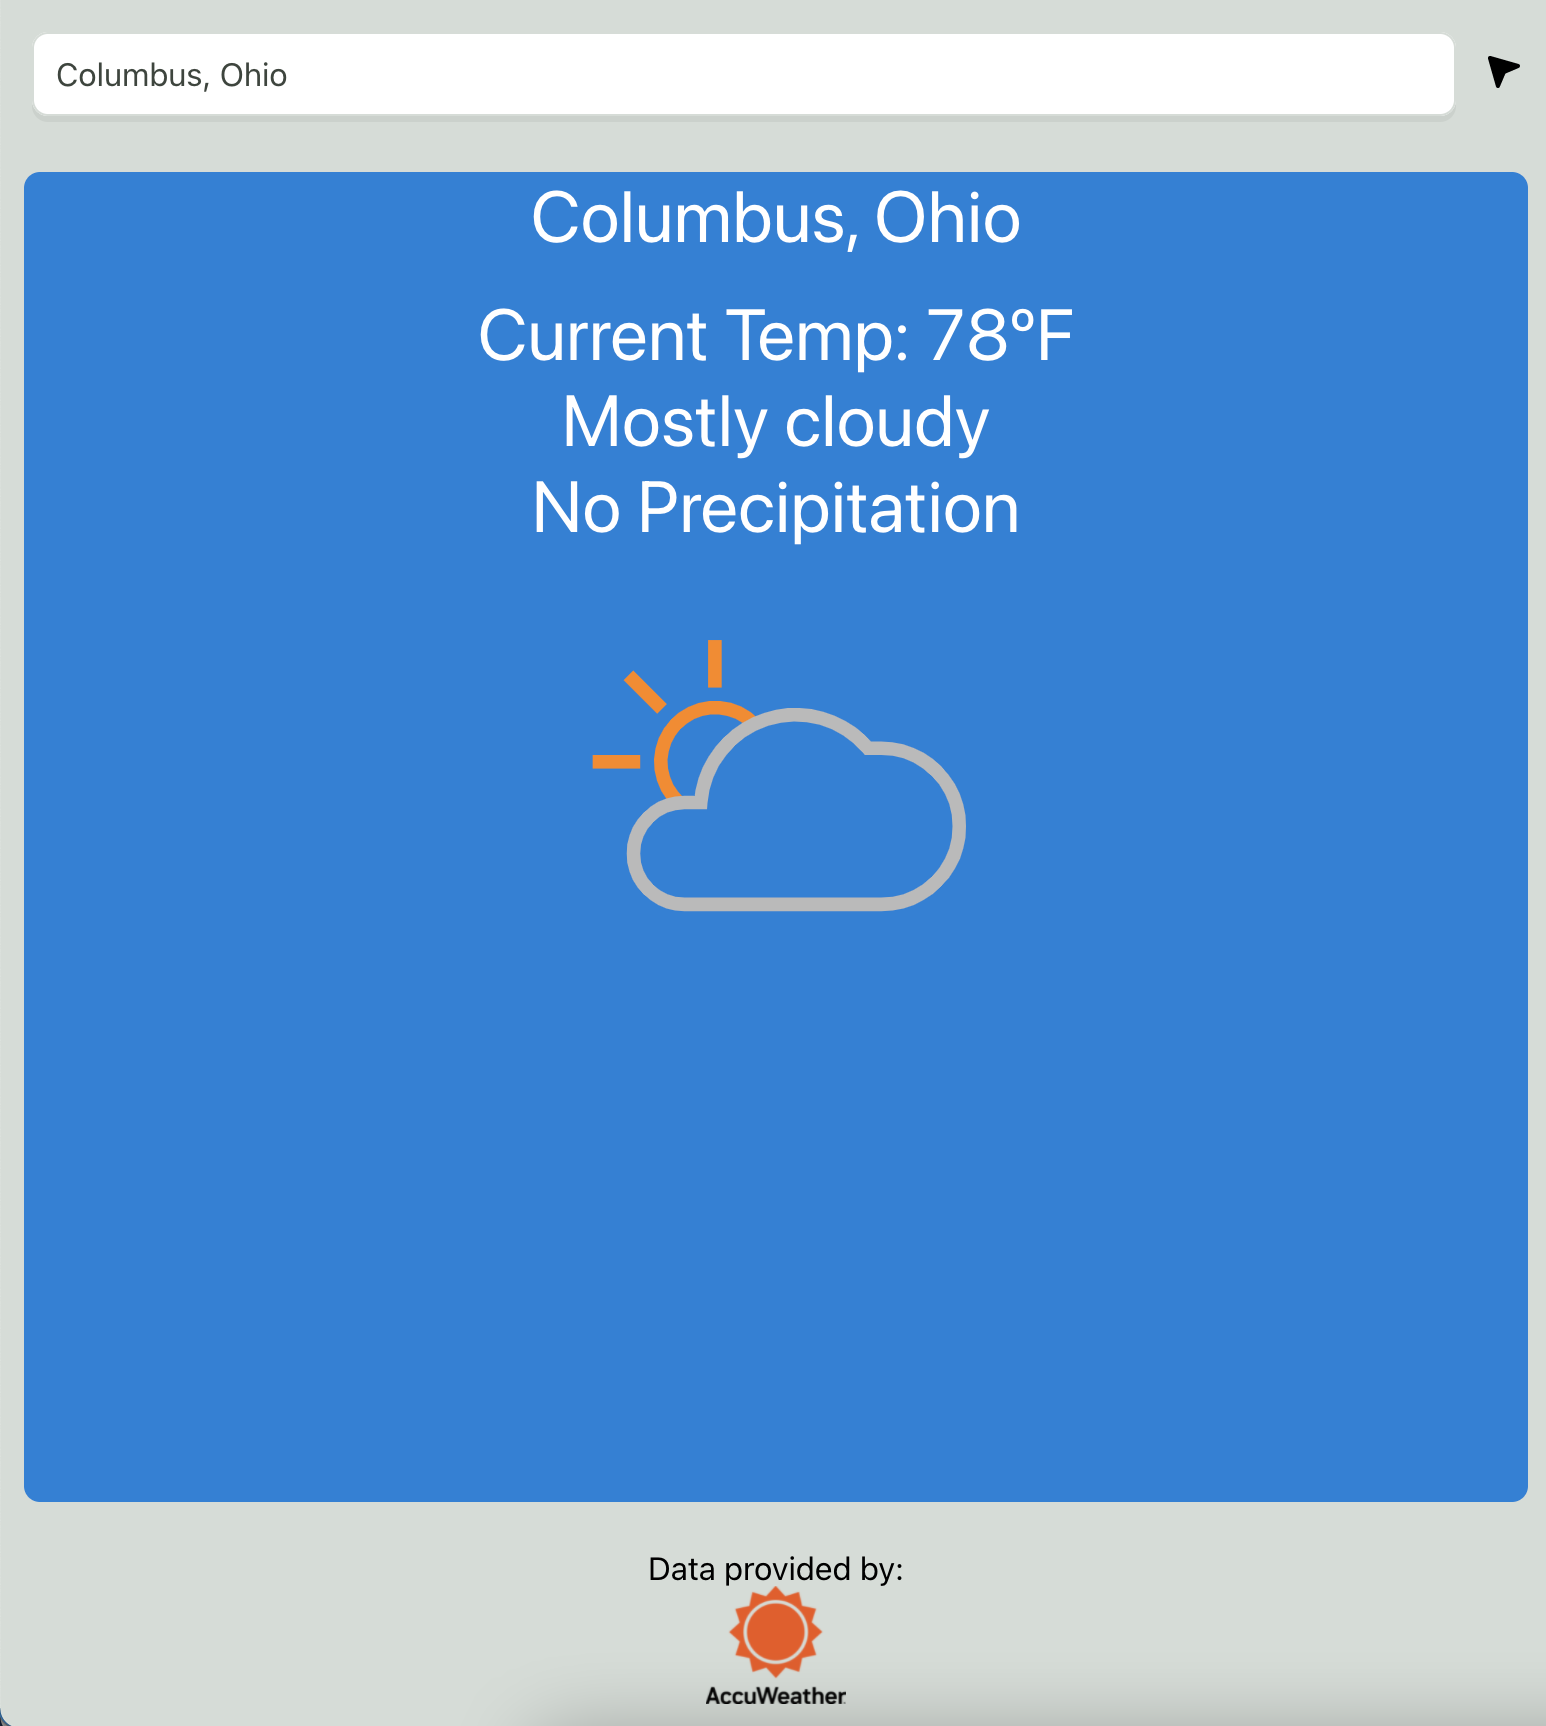 Columbus, Ohio
Columbus, Ohio
Current Temp: 78°F
Mostly cloudy
No Precipitation
Data provided by:
AccuWeather